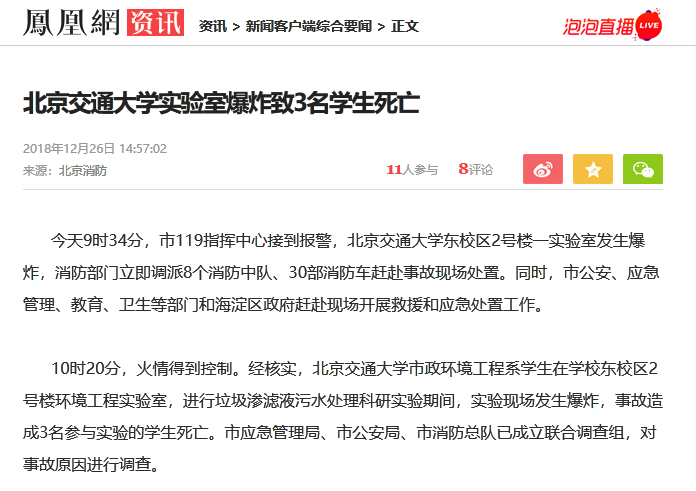 鳳凰網资讯 资讯 > 新闻客户端综合要闻 > 正文 泡泡直播 LIVE
北京交通大学实验室爆炸致3名学生死亡
2018年12月26日 14:57:02
来源：北京消防 11人参与 8评论
今天9时34分，市119指挥中心接到报警，北京交通大学东校区2号楼一实验室发生爆
炸，消防部门立即调派8个消防中队、30部消防车赶赴事故现场处置。同时，市公安、应急
管理、教育、卫生等部门和海淀区政府赶赴现场开展救援和应急处置工作。
10时20分，火情得到控制。经核实，北京交通大学市政环境工程系学生在学校东校区2
号楼环境工程实验室，进行垃圾渗滤液污水处理科研实验期间，实验现场发生爆炸，事故造
成3名参与实验的学生死亡。市应急管理局、市公安局、市消防总队已成立联合调查组，对
事故原因进行调查。